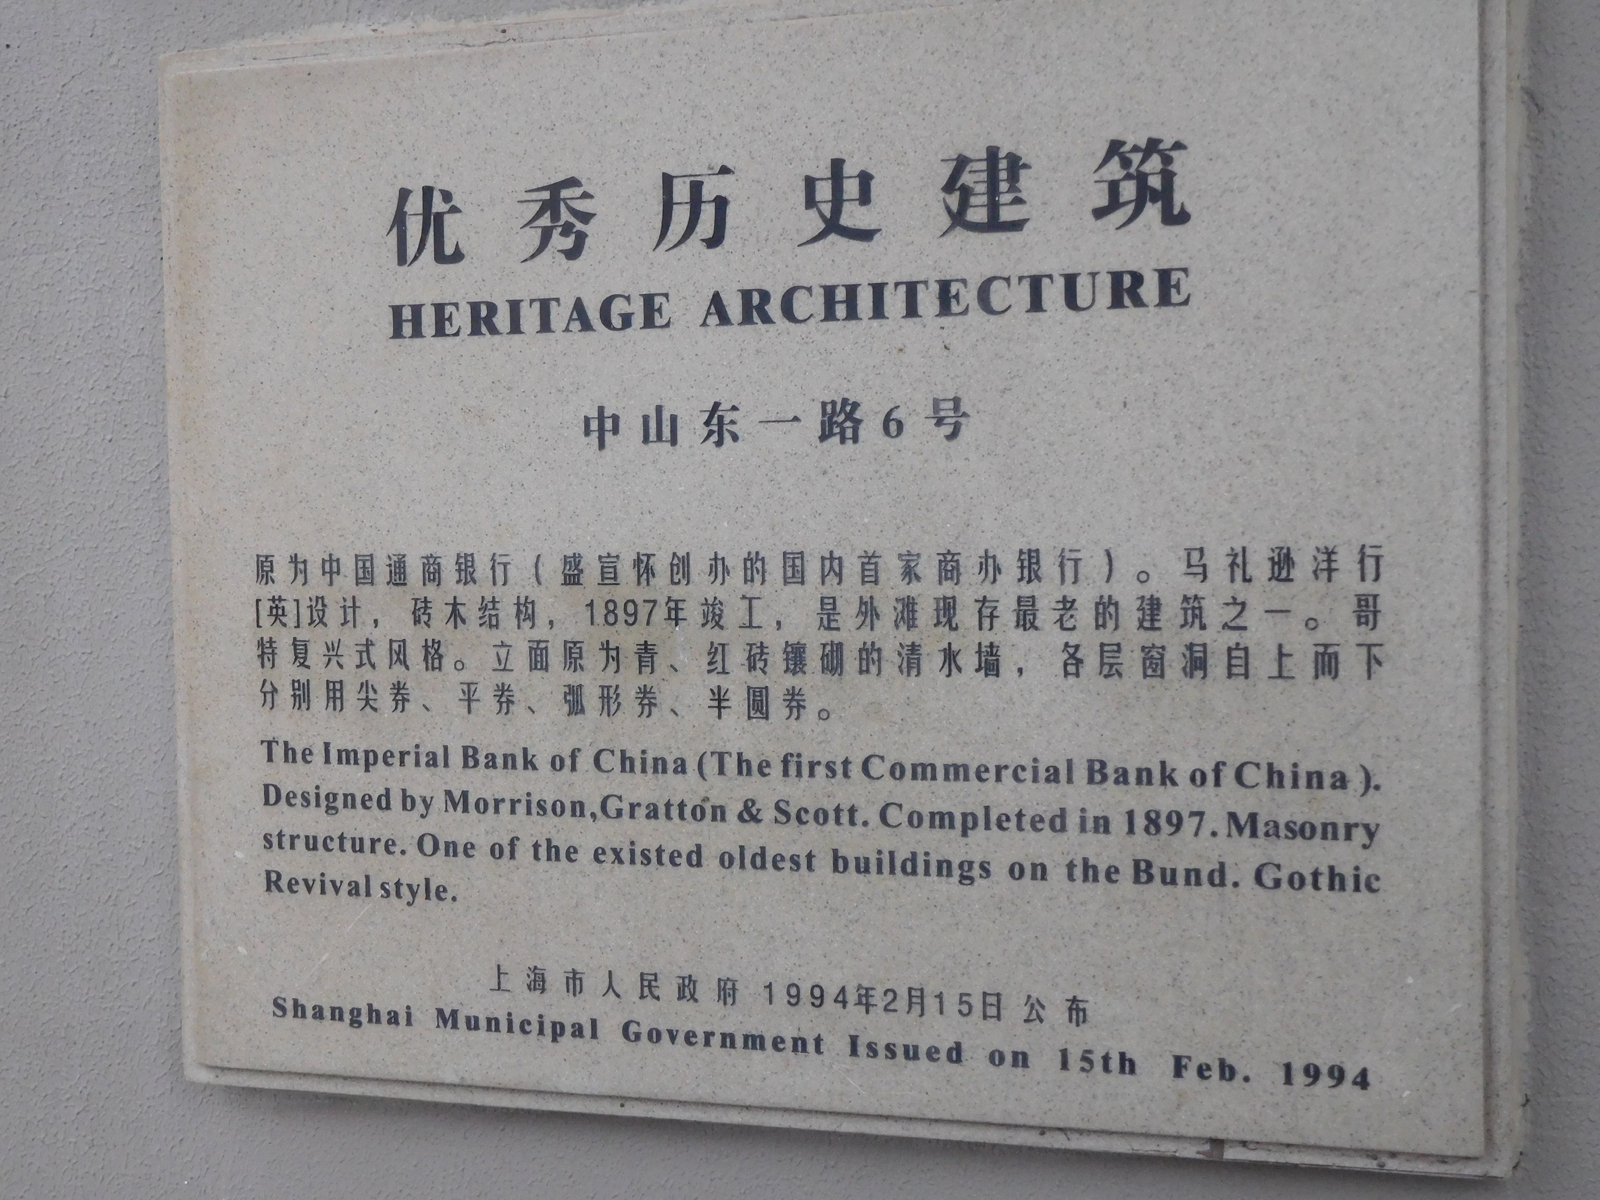 优秀历史建筑
HERITAGE ARCHITECTURE
中山东一路6号
原为中国通商银行（盛宣怀创办的国内首家商办银行）。马礼逊洋行
[英]设计，砖木结构，1897年竣工，是外滩现存最老的建筑之一。哥
特复兴式风格。立面原为青、红砖镶砌的清水墙，各层窗洞自上而下
分别用尖券、平券、弧形券、半圆券。
The Imperial Bank of China (The first Commercial Bank of China ).
Designed by Morrison,Gratton & Scott. Completed in 1897. Masonry
structure. One of the existed oldest buildings on the Bund. Gothic
Revival style.
上海市人民政府 1994年2月15日公布
Shanghai Municipal Government Issued on 15th Feb. 1994